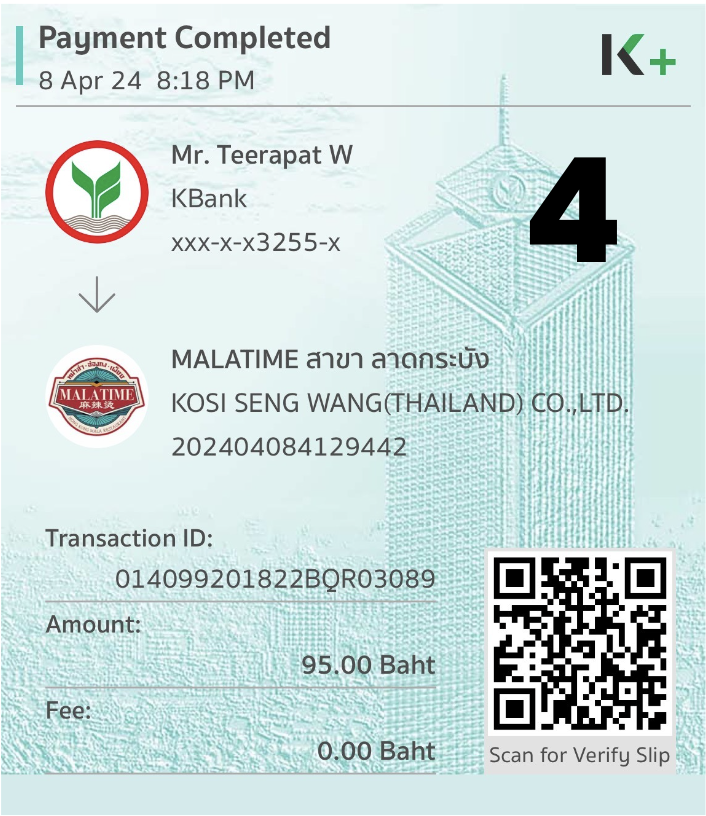 Payment Completed
8 Apr 24 8:18 PM
K+
Mr. Teerapat W
KBank
xxx-x-x3255-x
4
MALATIME
麻辣烫
MALATIME สาขา ลาดกระบัง
KOSI SENG WANG(THAILAND) CO.,LTD.
202404084129442
Transaction ID:
014099201822BQR03089
Amount:
95.00 Baht
Fee:
0.00 Baht
Scan for Verify Slip